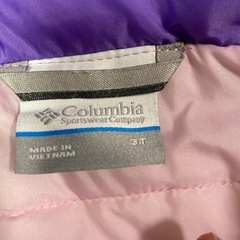 Columbia
Sportswear Company
MADE IN
VIETNAM
3T